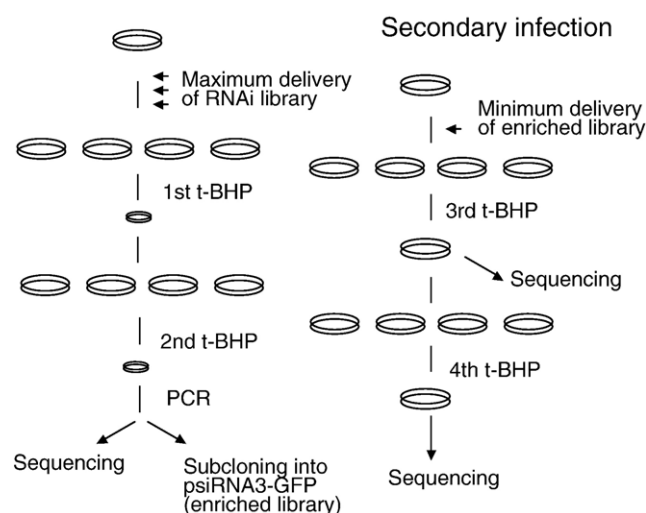 Secondary infection
Maximum delivery
of RNAi library
1st t-BHP
2nd t-BHP
PCR
Sequencing
Subcloning into
psiRNA3-GFP
(enriched library)
Minimum delivery
of enriched library
3rd t-BHP
Sequencing
4th t-BHP
Sequencing